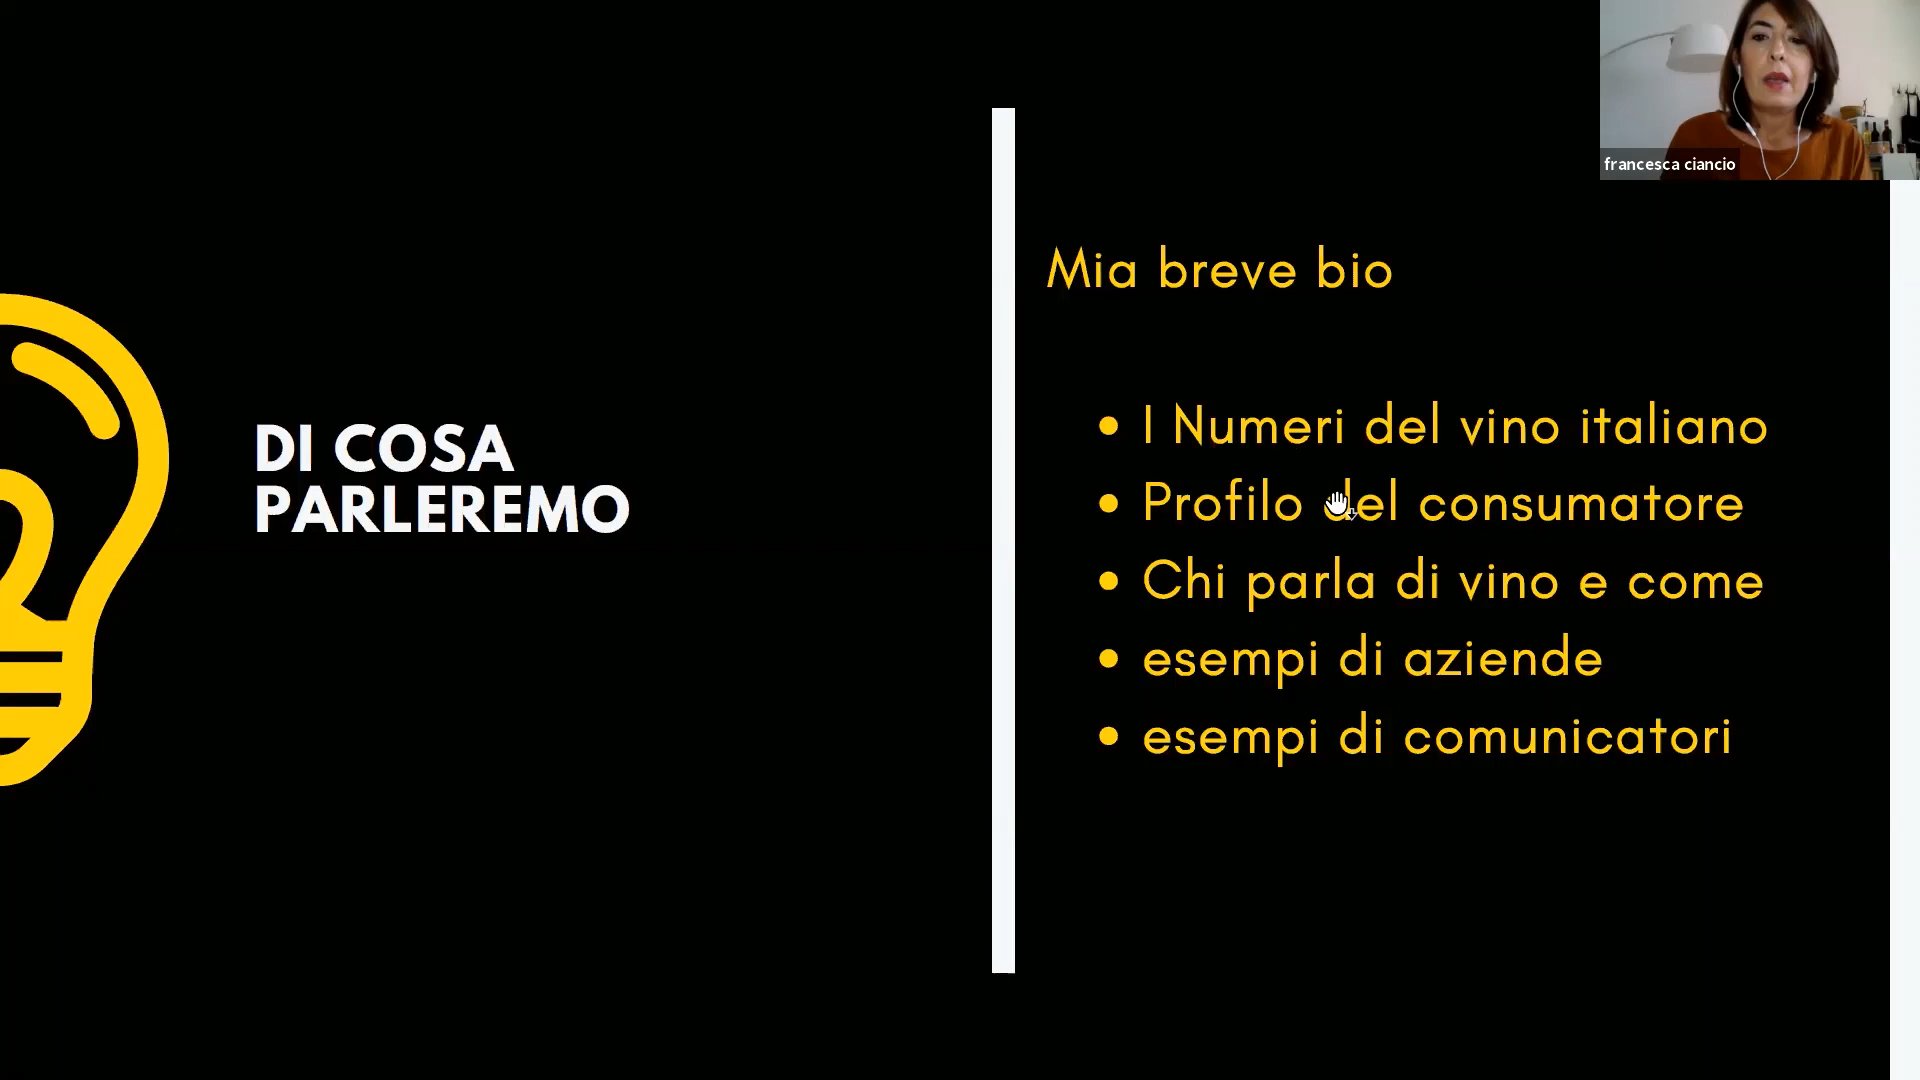 francesca ciancio
DI COSA
PARLEREMO
Mia breve bio
• I Numeri del vino italiano
• Profilo del consumatore
• Chi parla di vino e come
• esempi di aziende
• esempi di comunicatori